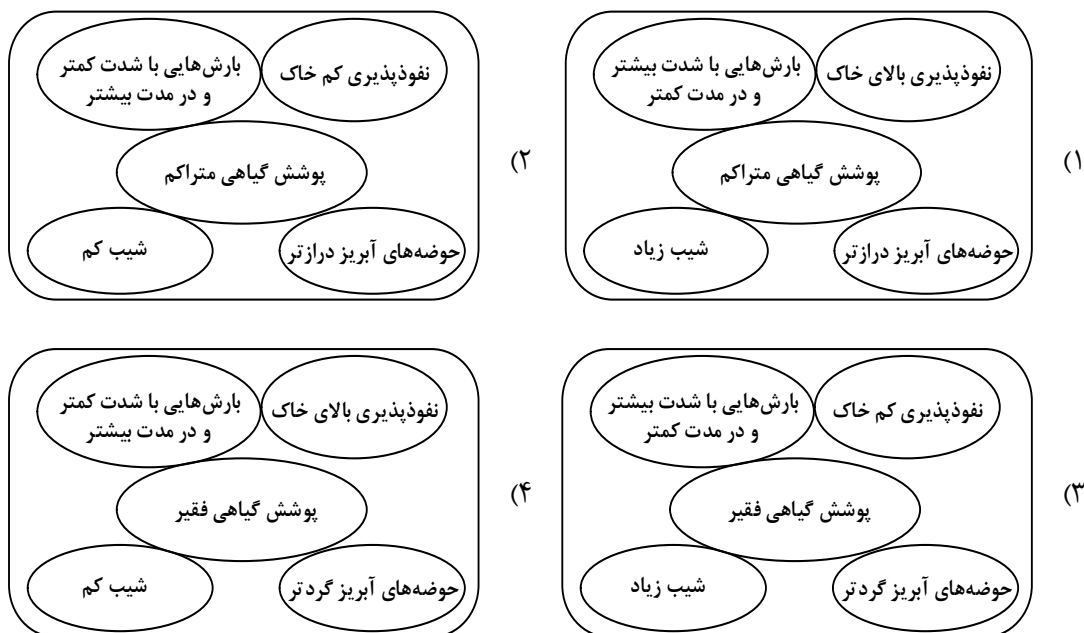 ۱)
نفوذپذیری بالای خاک
بارش‌هایی با شدت بیشتر
و در مدت کمتر
پوشش گیاهی متراکم
حوضه‌های آبریز درازتر
شیب زیاد
۲)
نفوذپذیری کم خاک
بارش‌هایی با شدت کمتر
و در مدت بیشتر
پوشش گیاهی متراکم
حوضه‌های آبریز درازتر
شیب کم
۳)
نفوذپذیری کم خاک
بارش‌هایی با شدت بیشتر
و در مدت کمتر
پوشش گیاهی فقیر
حوضه‌های آبریز گردتر
شیب زیاد
۴)
نفوذپذیری بالای خاک
بارش‌هایی با شدت کمتر
و در مدت بیشتر
پوشش گیاهی فقیر
حوضه‌های آبریز گردتر
شیب کم